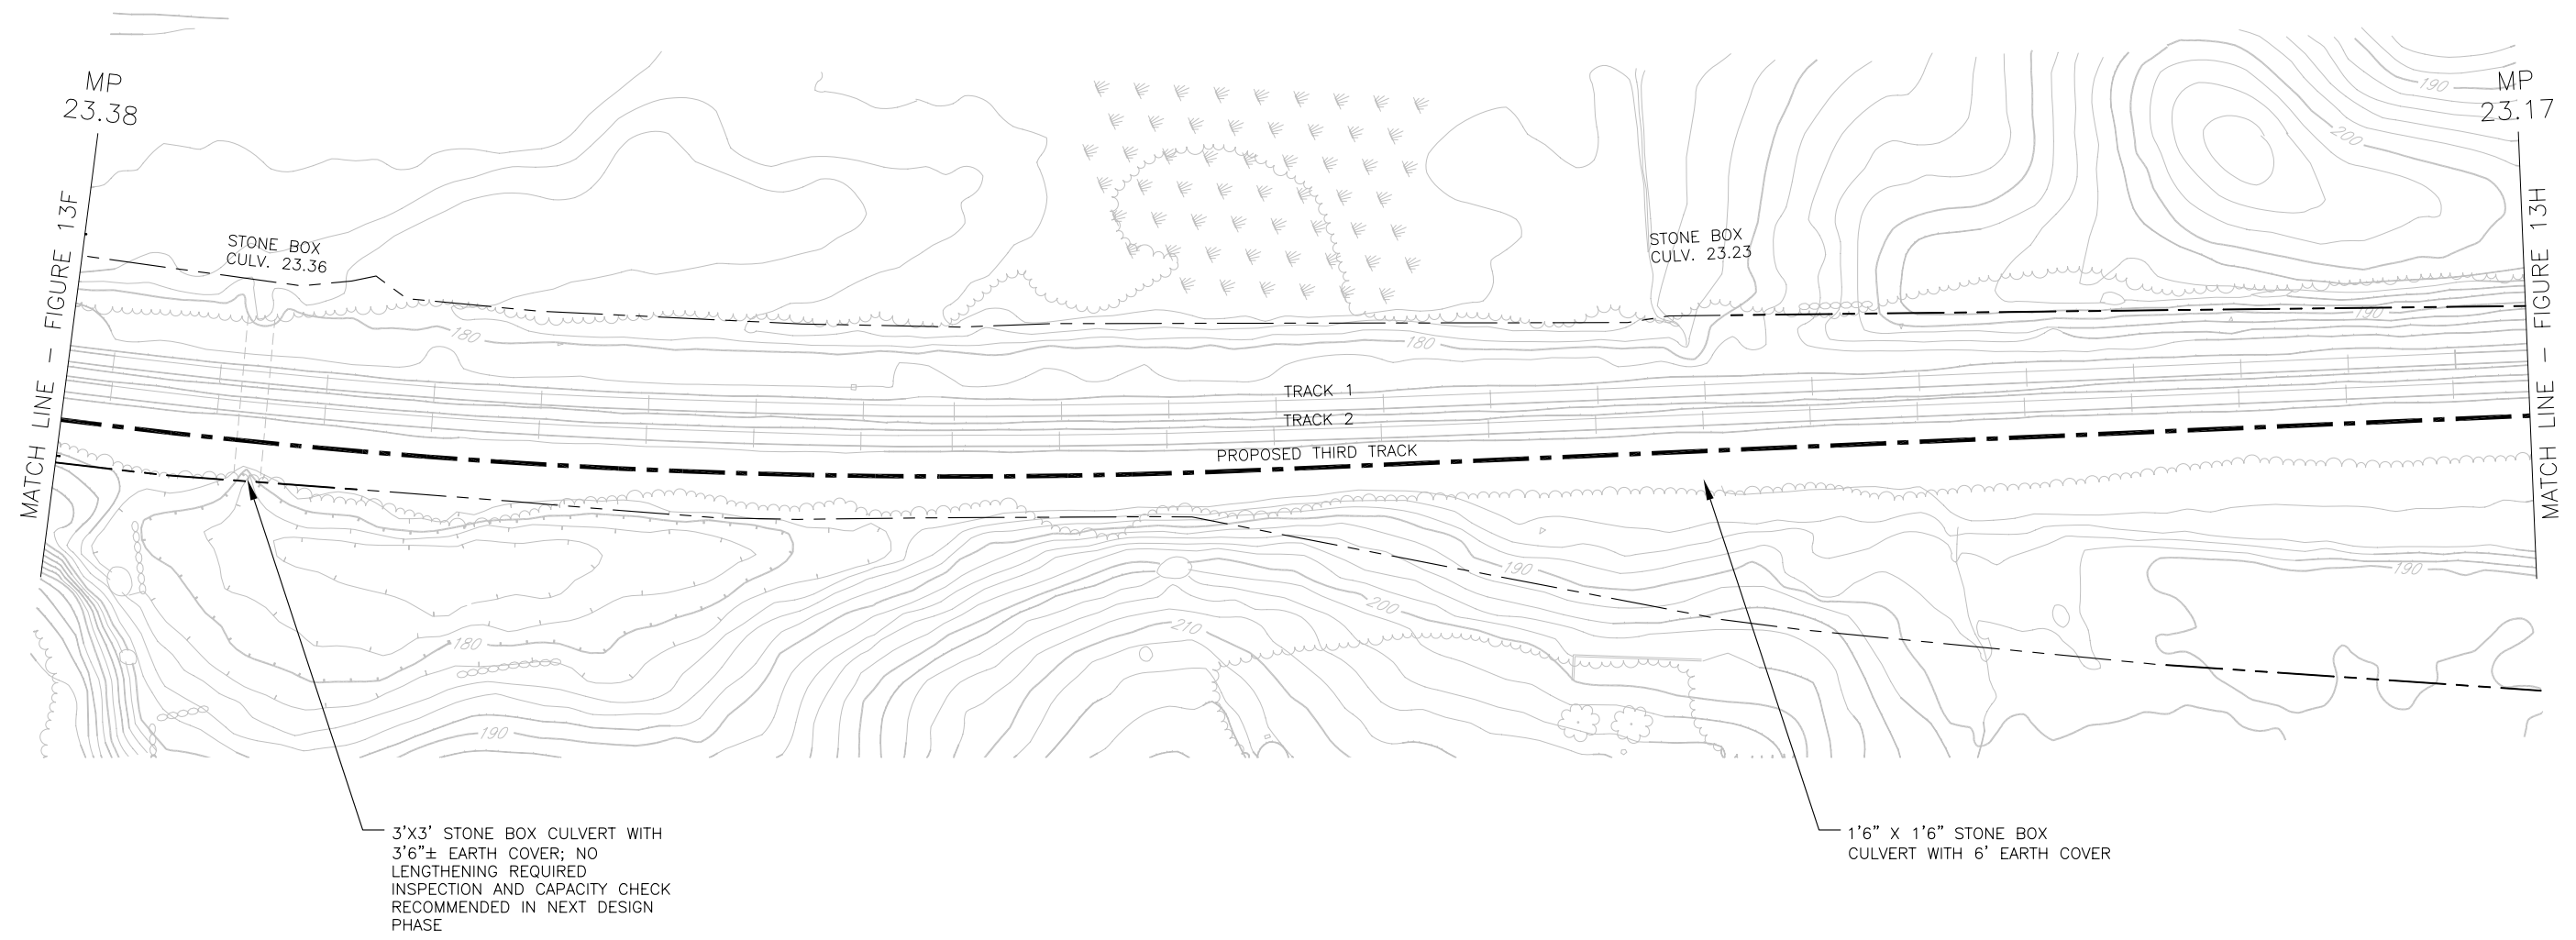 MP
23.38
MATCH LINE – FIGURE 13F
STONE BOX
CULV. 23.36
180
STONE BOX
CULV. 23.23
180
190
200
MP
23.17
MATCH LINE – FIGURE 13H
190
TRACK 1
TRACK 2
PROPOSED THIRD TRACK
180
190
210
200
190
190
3'X3' STONE BOX CULVERT WITH
3'6"± EARTH COVER; NO
LENGTHENING REQUIRED
INSPECTION AND CAPACITY CHECK
RECOMMENDED IN NEXT DESIGN
PHASE
1'6" X 1'6" STONE BOX
CULVERT WITH 6' EARTH COVER